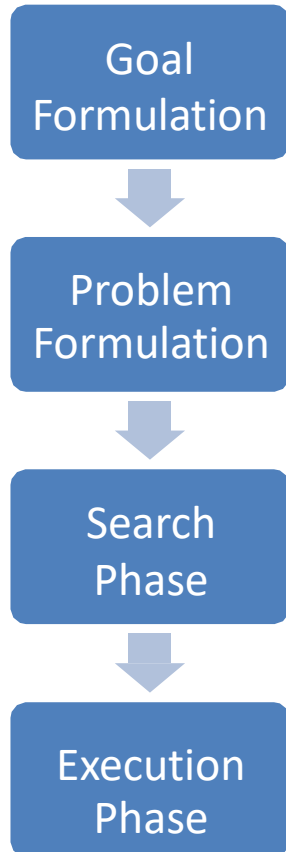 Goal
Formulation
Problem
Formulation
Search
Phase
Execution
Phase